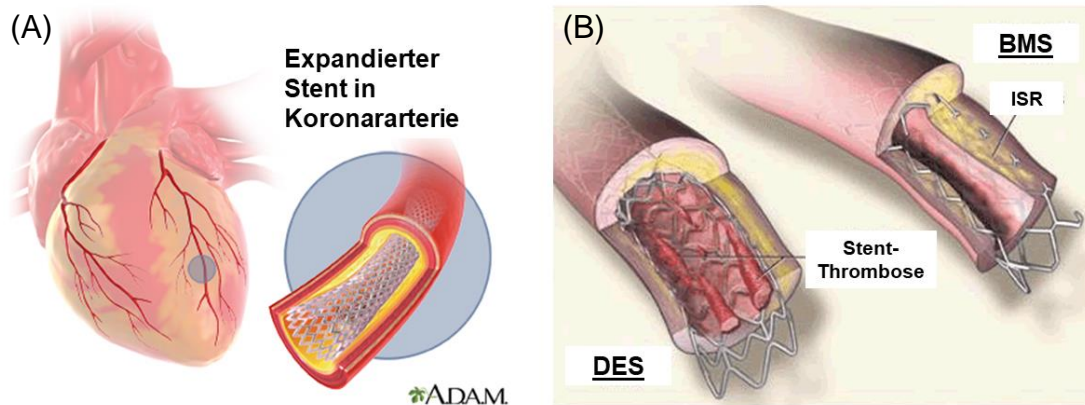 (A)
Expandierter
Stent in
Koronararterie
A.D.A.M.
(B)
BMS
ISR
Stent-
Thrombose
DES